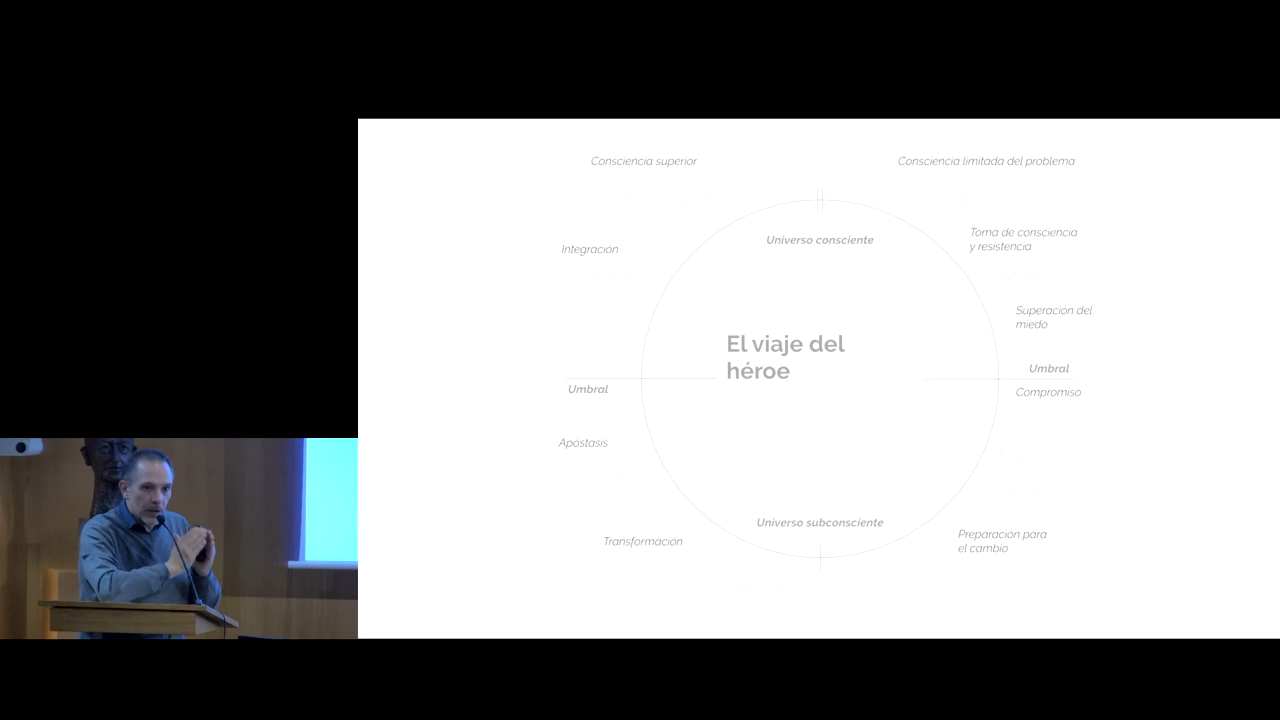 Consciencia superior
Consciencia limitada del problema
Universo consciente
Toma de consciencia
y resistencia
Integración
Superación del
miedo
El viaje del
héroe
Umbral
Umbral
Compromiso
Apóstasis
Universo subconsciente
Transformación
Preparación para
el cambio